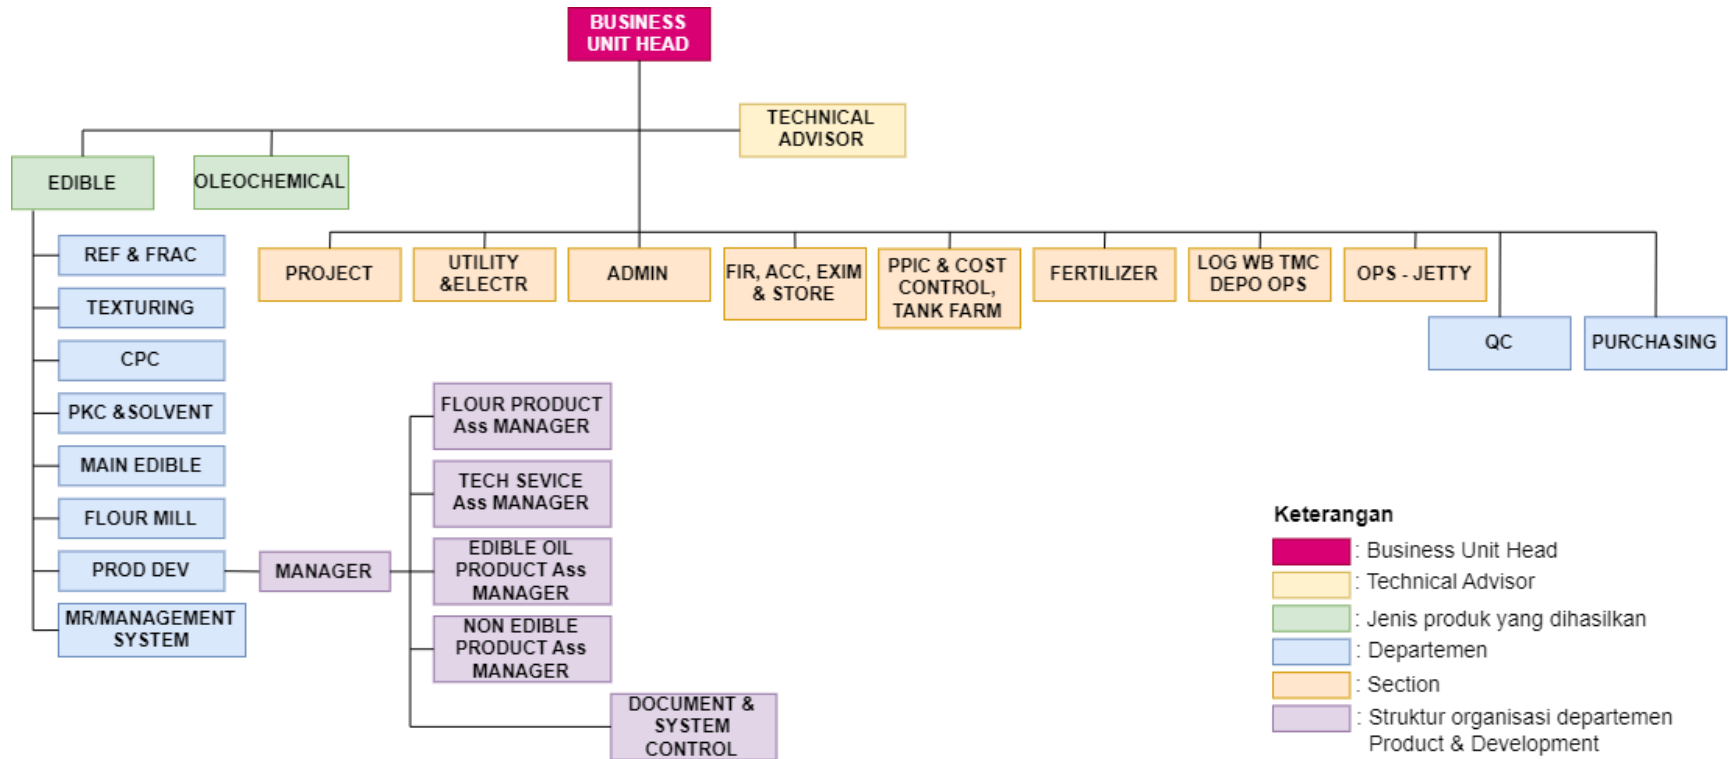 BUSINESS
UNIT HEAD
TECHNICAL
ADVISOR
EDIBLE
OLEOCHEMICAL
REF & FRAC
TEXTURING
CPC
PKC &SOLVENT
MAIN EDIBLE
FLOUR MILL
PROD DEV
MR/MANAGEMENT
SYSTEM
PROJECT
UTILITY
&ELECTR
ADMIN
FIR, ACC, EXIM
& STORE
PPIC & COST
CONTROL,
TANK FARM
FERTILIZER
LOG WB TMC
DEPO OPS
OPS - JETTY
QC
PURCHASING
MANAGER
FLOUR PRODUCT
Ass MANAGER
TECH SEVICE
Ass MANAGER
EDIBLE OIL
PRODUCT Ass
MANAGER
NON EDIBLE
PRODUCT Ass
MANAGER
DOCUMENT &
SYSTEM
CONTROL
Keterangan
: Business Unit Head
: Technical Advisor
: Jenis produk yang dihasilkan
: Departemen
: Section
: Struktur organisasi departemen
Product & Development